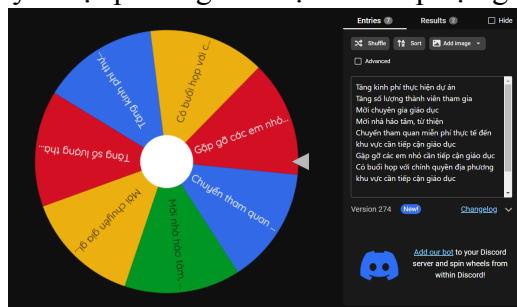 Entries 7 Results 2 Hide
Shuffle Sort Add image
Advanced
Tăng kinh phí thực hiện dự án
Tăng số lượng thành viên tham gia
Mời chuyên gia giáo dục
Mời nhà hảo tâm, từ thiện
Chuyến tham quan miễn phí thực tế đến
khu vực cần tiếp cận giáo dục
Gặp gỡ các em nhỏ cần tiếp cận giáo dục
Có buổi họp với chính quyền địa phương
khu vực cần tiếp cận giáo dục
Version 274 New! Changelog
Add our bot to your Discord
server and spin wheels from
within Discord!
Có buổi họp với c...
Gặp gỡ các em nhỏ...
Chuyến tham quan ...
Mời nhà hảo tâm, ...
Mời chuyên gia gi...
Tăng số lượng thà...
Tăng kinh phí thự...